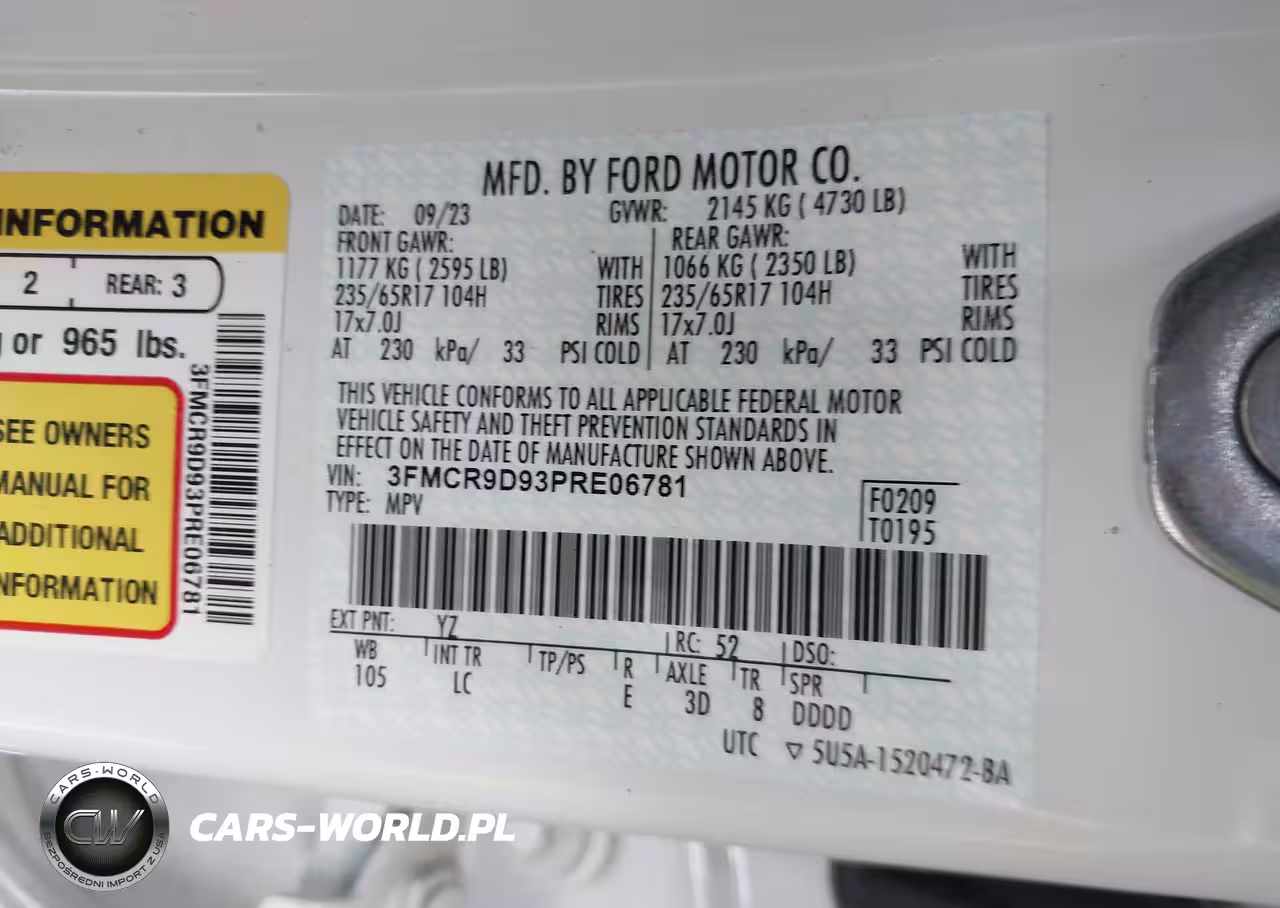 INFORMATION
2 REAR: 3
or 965 lbs.
SEE OWNERS
MANUAL FOR
ADDITIONAL
INFORMATION
3FMCR9D93PRE06781
MFD. BY FORD MOTOR CO.
DATE: 09/23 GVWR: 2145 KG ( 4730 LB)
FRONT GAWR: REAR GAWR:
1177 KG ( 2595 LB) WITH 1066 KG ( 2350 LB) WITH
235/65R17 104H TIRES 235/65R17 104H TIRES
17x7.0J RIMS 17x7.0J RIMS
AT 230 kPa/ 33 PSI COLD AT 230 kPa/ 33 PSI COLD
THIS VEHICLE CONFORMS TO ALL APPLICABLE FEDERAL MOTOR
VEHICLE SAFETY AND THEFT PREVENTION STANDARDS IN
EFFECT ON THE DATE OF MANUFACTURE SHOWN ABOVE.
VIN: 3FMCR9D93PRE06781
TYPE: MPV
F0209
T0195
EXT PNT: YZ RC: 52 DSO:
WB INT TR TP/PS R AXLE TR SPR
105 LC E 3D 8 DDDD
UTC ▽ 5U5A-1520472-BA
CARS-WORLD
CW
BEZPOŚREDNI IMPORT Z USA
CARS-WORLD.PL